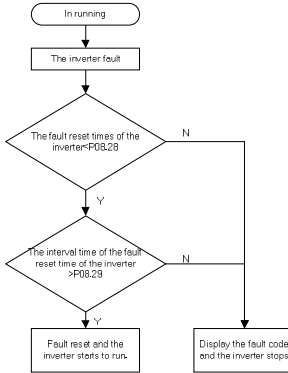 In running
The inverter fault
The fault reset times of the
inverter<P08.28
N
Y
The interval time of the fault
reset time of the inverter
>P08.29
N
Y
Fault reset and the
inverter starts to run.
Display the fault code
and the inverter stops